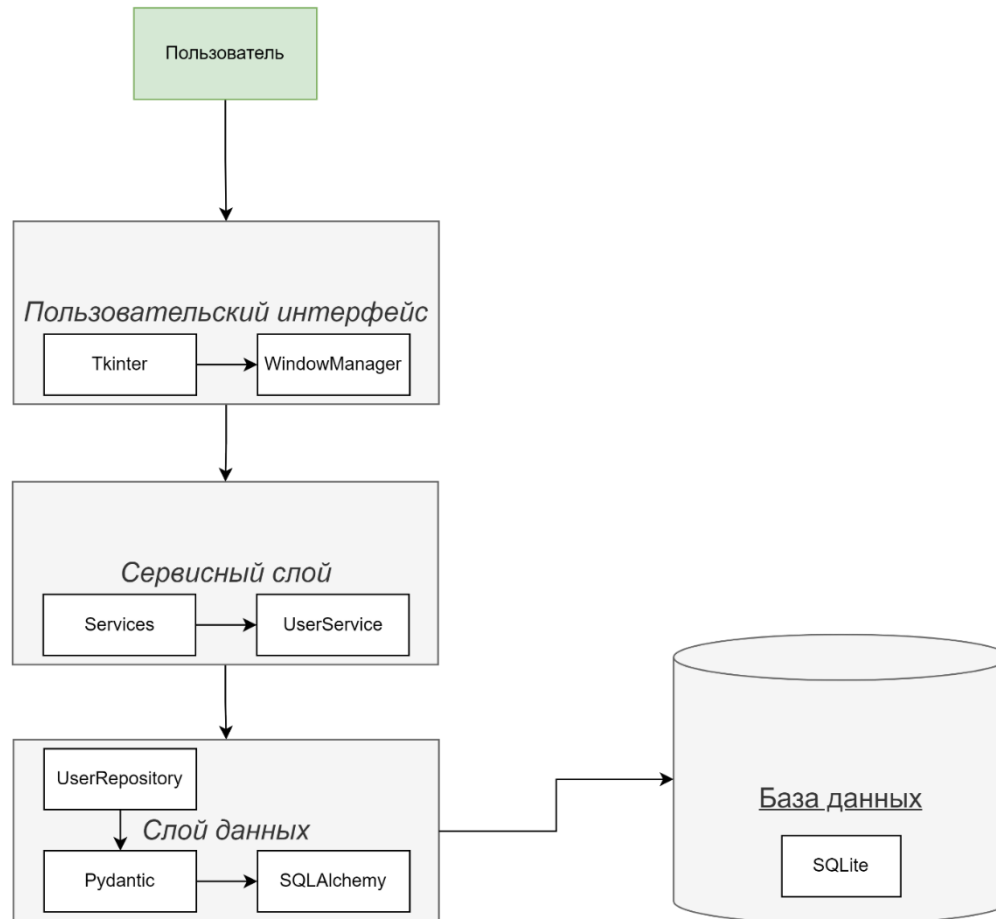 Пользователь
Пользовательский интерфейс
Tkinter
WindowManager
Сервисный слой
Services
UserService
UserRepository
Слой данных
Pydantic
SQLAlchemy
База данных
SQLite